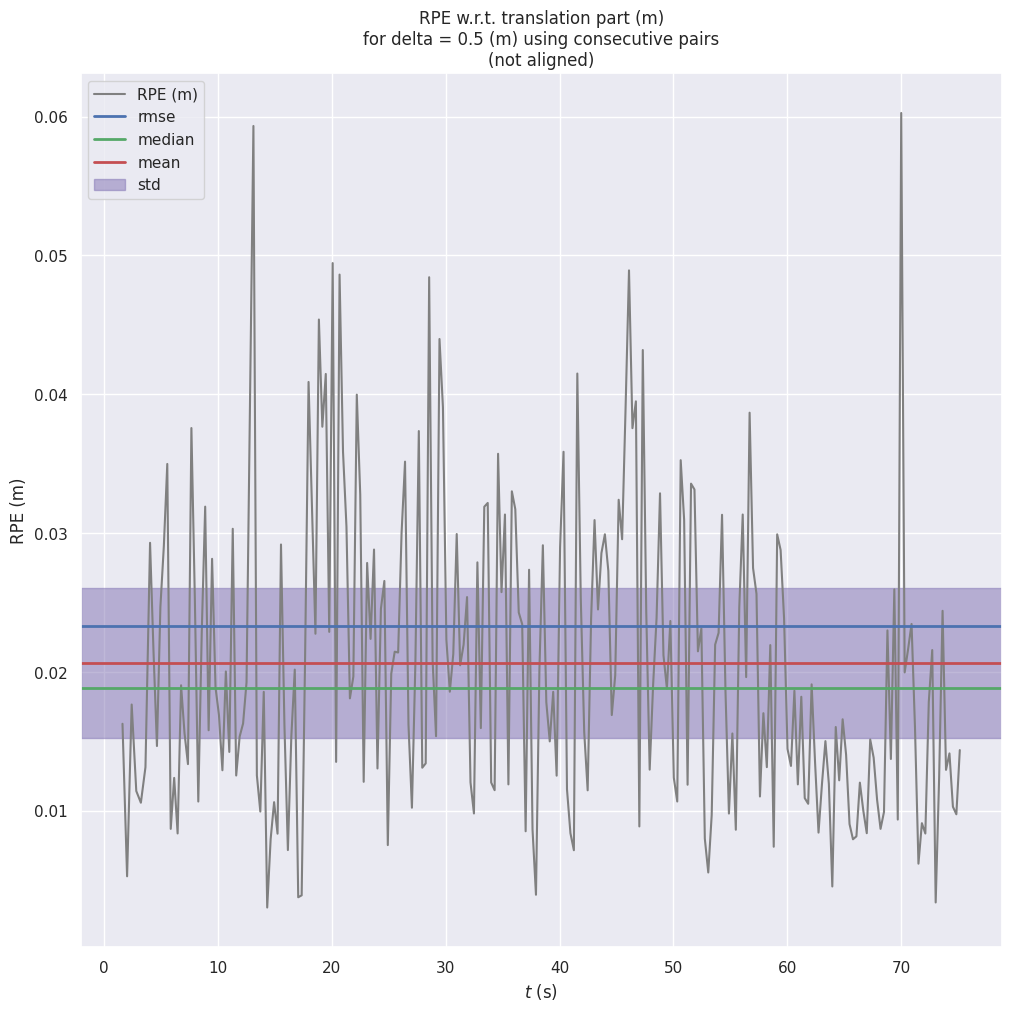 RPE w.r.t. translation part (m)
for delta = 0.5 (m) using consecutive pairs
(not aligned)
RPE (m)
rmse
median
mean
std
0.06
0.05
0.04
0.03
0.02
0.01
RPE (m)
0 10 20 30 40 50 60 70
t (s)